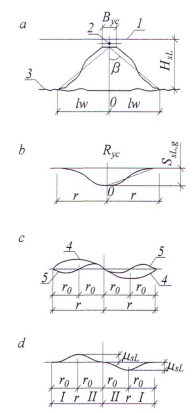 a
B_yc
2
1
β
H_sL
3
lw 0 lw
b
R_yc
S_sL,g
0
r r
c
4 5
5 4
r_0 r_0 r_0 r_0
r r
d
μ_sL
μ_sL
r_0 r_0 r_0 r_0
I r II II r I